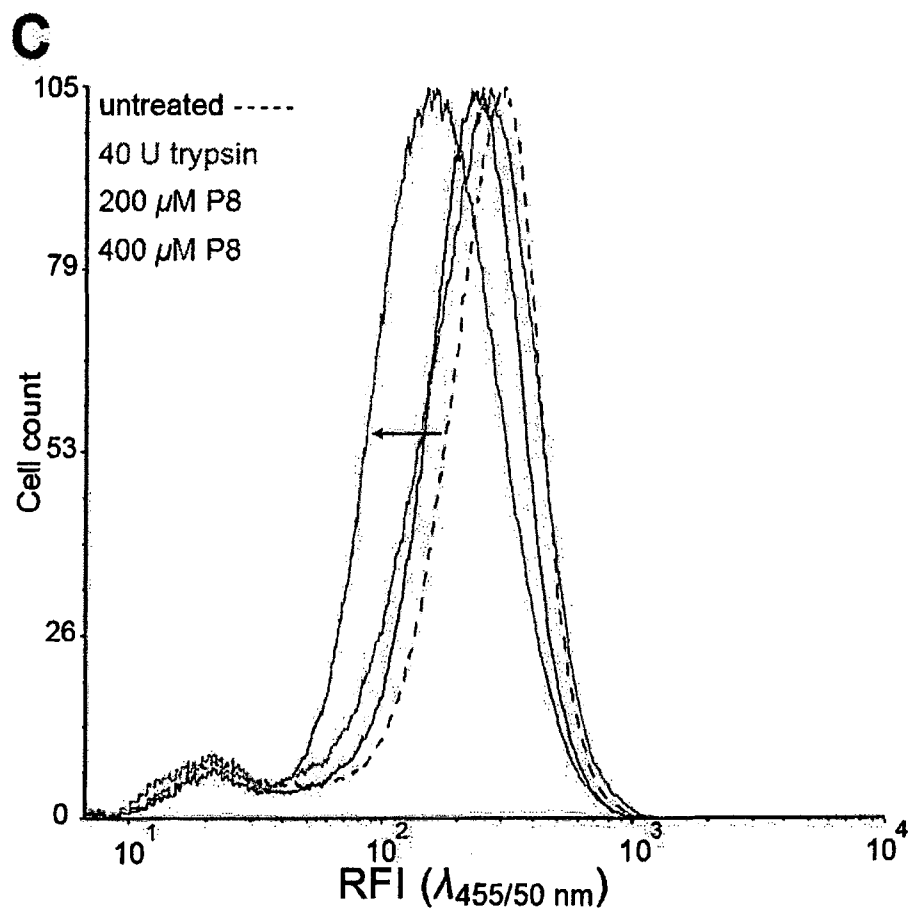 C
105
untreated -----
40 U trypsin
200 µM P8
400 µM P8
79
Cell count
53
26
0
10¹ 10² 10³ 10⁴
RFI (λ455/50 nm)